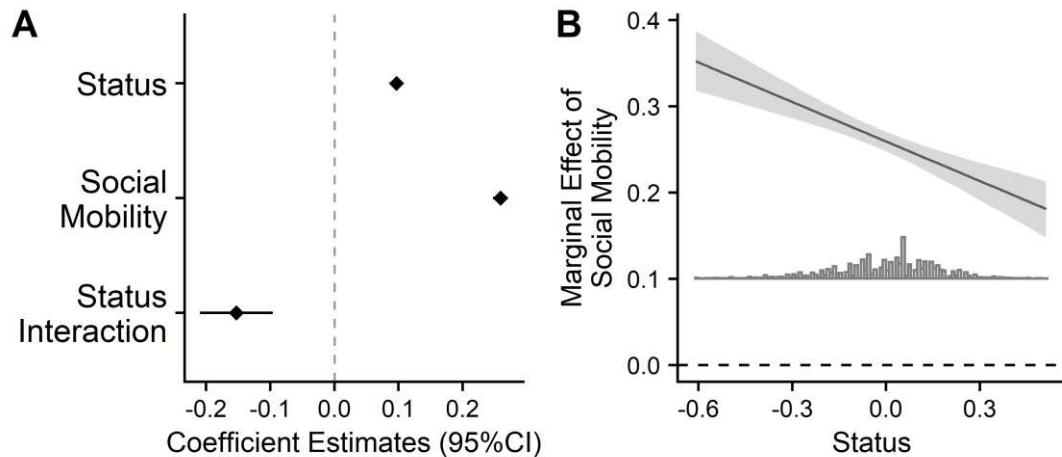 A
Status
Social
Mobility
Status
Interaction
-0.2 -0.1 0.0 0.1 0.2
Coefficient Estimates (95%CI)
B
Marginal Effect of
Social Mobility
0.4
0.3
0.2
0.1
0.0
-0.6 -0.3 0.0 0.3
Status